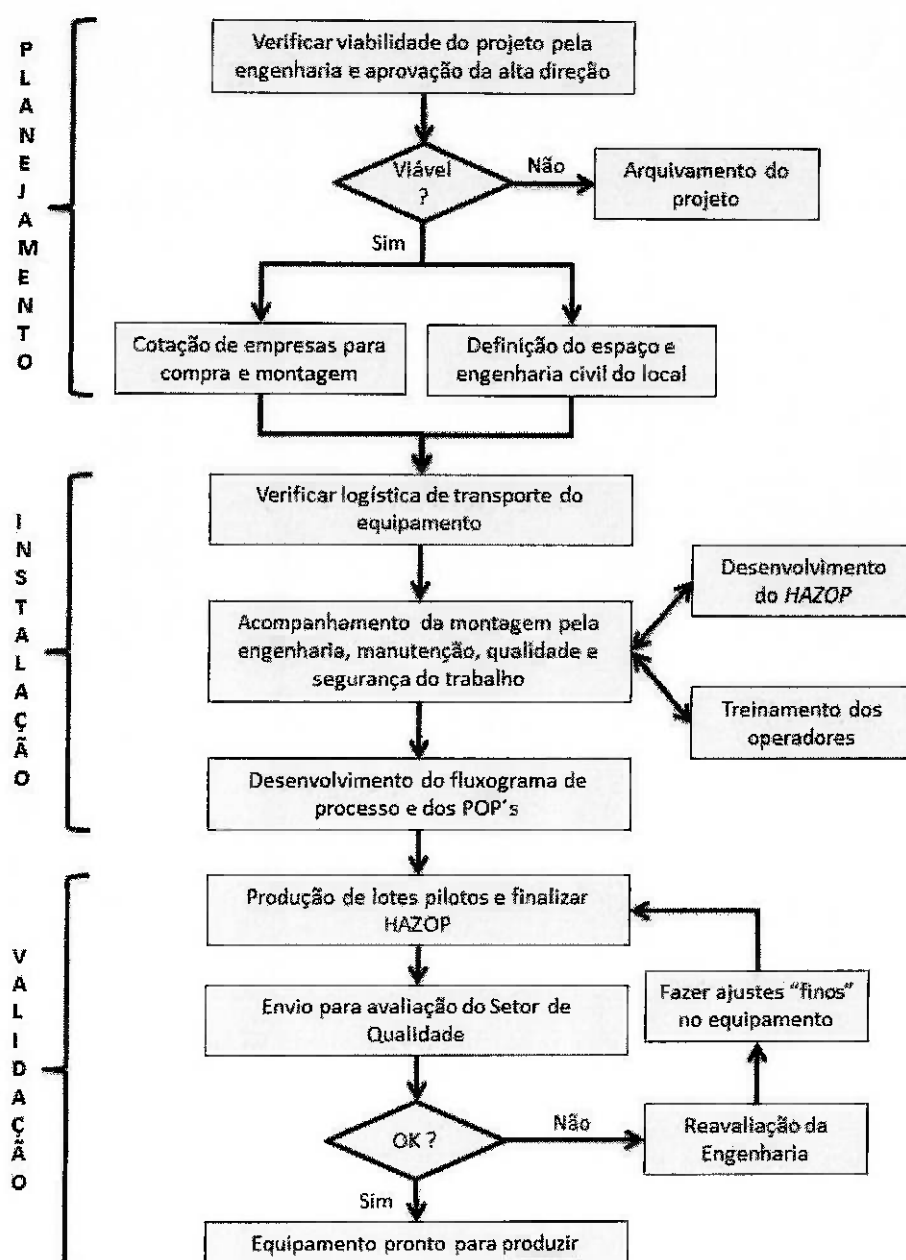 PLANEJAMENTO
Verificar viabilidade do projeto pela
engenharia e aprovação da alta direção
Viável
?
Não
Arquivamento do
projeto
Sim
Cotação de empresas para
compra e montagem
Definição do espaço e
engenharia civil do local
INSTALAÇÃO
Verificar logística de transporte do
equipamento
Acompanhamento da montagem pela
engenharia, manutenção, qualidade e
segurança do trabalho
Desenvolvimento
do HAZOP
Treinamento dos
operadores
Desenvolvimento do fluxograma de
processo e dos POP´s
VALIDAÇÃO
Produção de lotes pilotos e finalizar
HAZOP
Envio para avaliação do Setor de
Qualidade
Fazer ajustes “finos”
no equipamento
OK ?
Não
Reavaliação da
Engenharia
Sim
Equipamento pronto para produzir